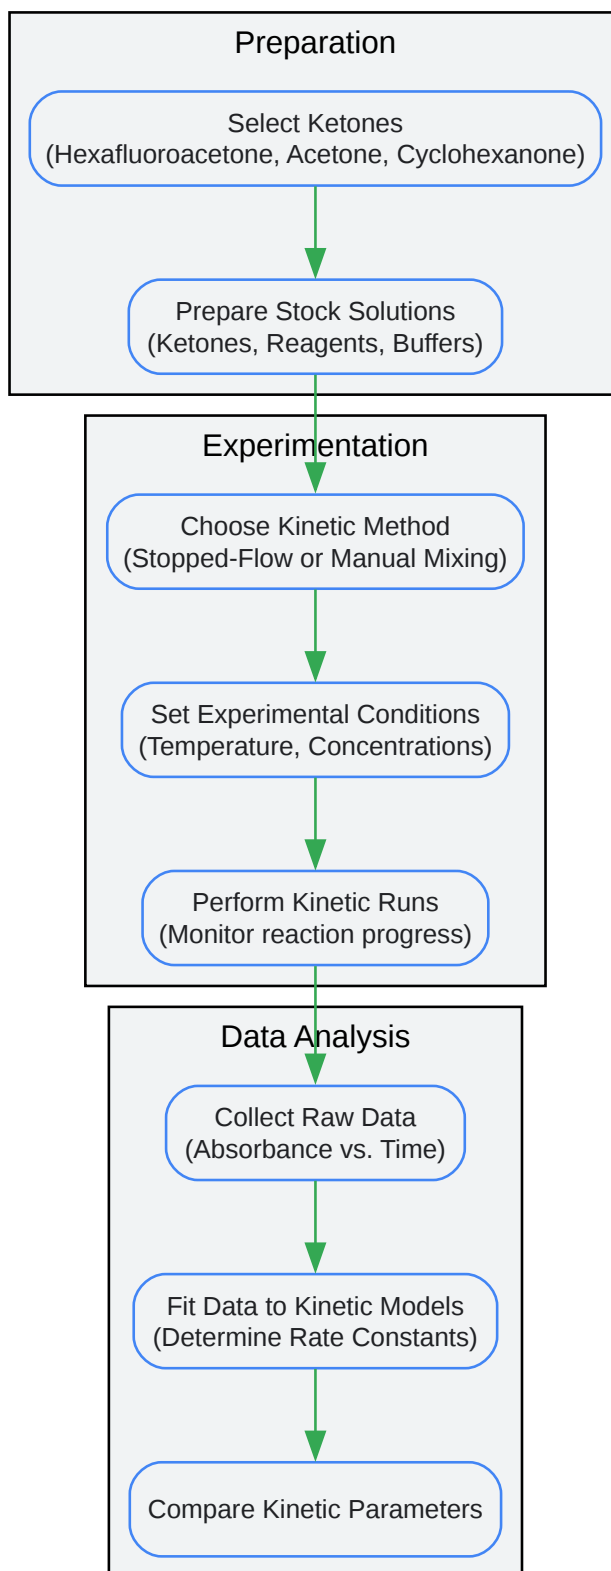 Preparation
Select Ketones
(Hexafluoroacetone, Acetone, Cyclohexanone)
Prepare Stock Solutions
(Ketones, Reagents, Buffers)
Experimentation
Choose Kinetic Method
(Stopped-Flow or Manual Mixing)
Set Experimental Conditions
(Temperature, Concentrations)
Perform Kinetic Runs
(Monitor reaction progress)
Data Analysis
Collect Raw Data
(Absorbance vs. Time)
Fit Data to Kinetic Models
(Determine Rate Constants)
Compare Kinetic Parameters